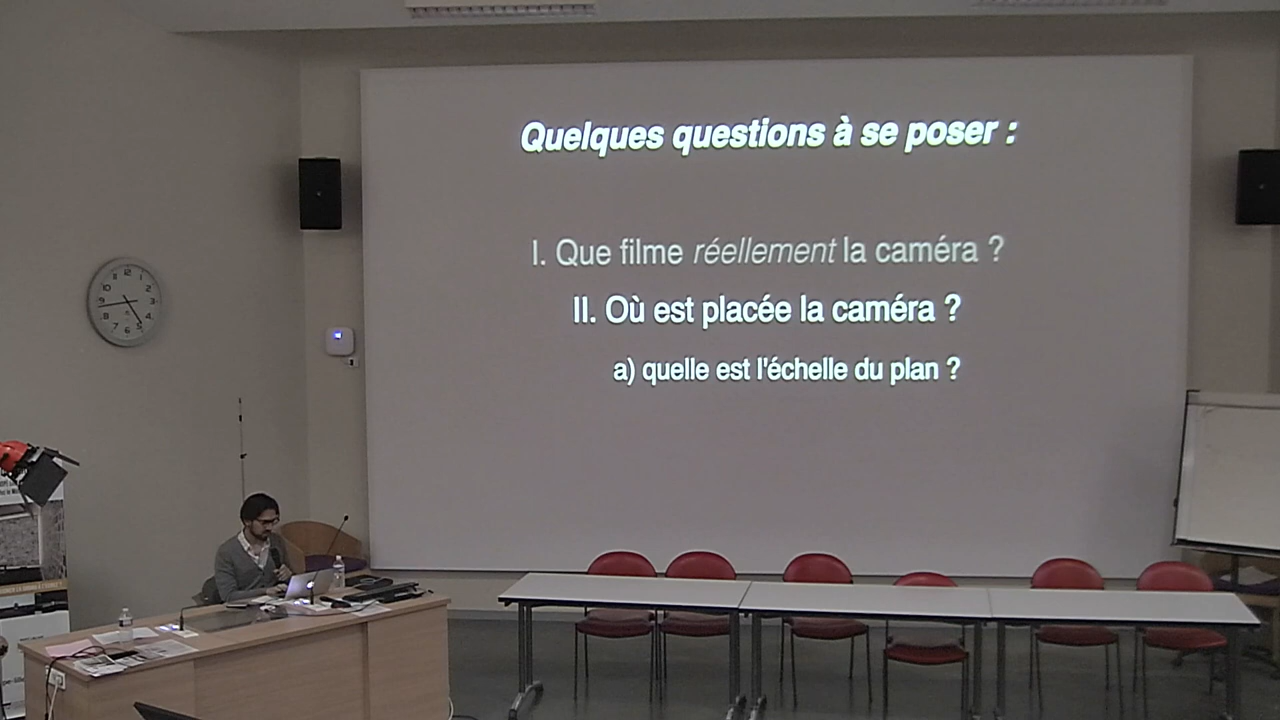 Quelques questions à se poser :
I. Que filme réellement la caméra ?
II. Où est placée la caméra ?
a) quelle est l'échelle du plan ?